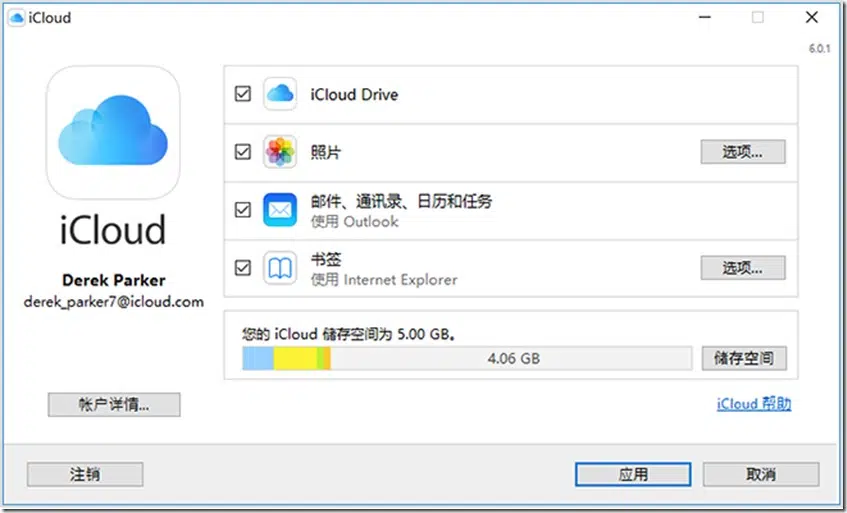 iCloud
6.0.1
iCloud
Derek Parker
derek_parker7@icloud.com
帐户详情...
iCloud Drive
照片
选项...
邮件、通讯录、日历和任务
使用 Outlook
书签
使用 Internet Explorer
选项...
您的 iCloud 储存空间为 5.00 GB。
4.06 GB
储存空间
iCloud 帮助
注销
应用
取消